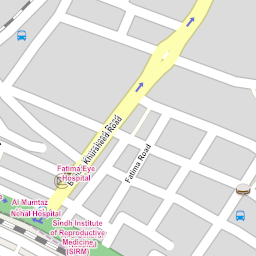 Khursheed Road
Fatima Eye
Hospital
Fatima Road
Al Mumtaz
Nehal Hospital
Sindh Institute
of Reproductive
Medicine
(SIRM)